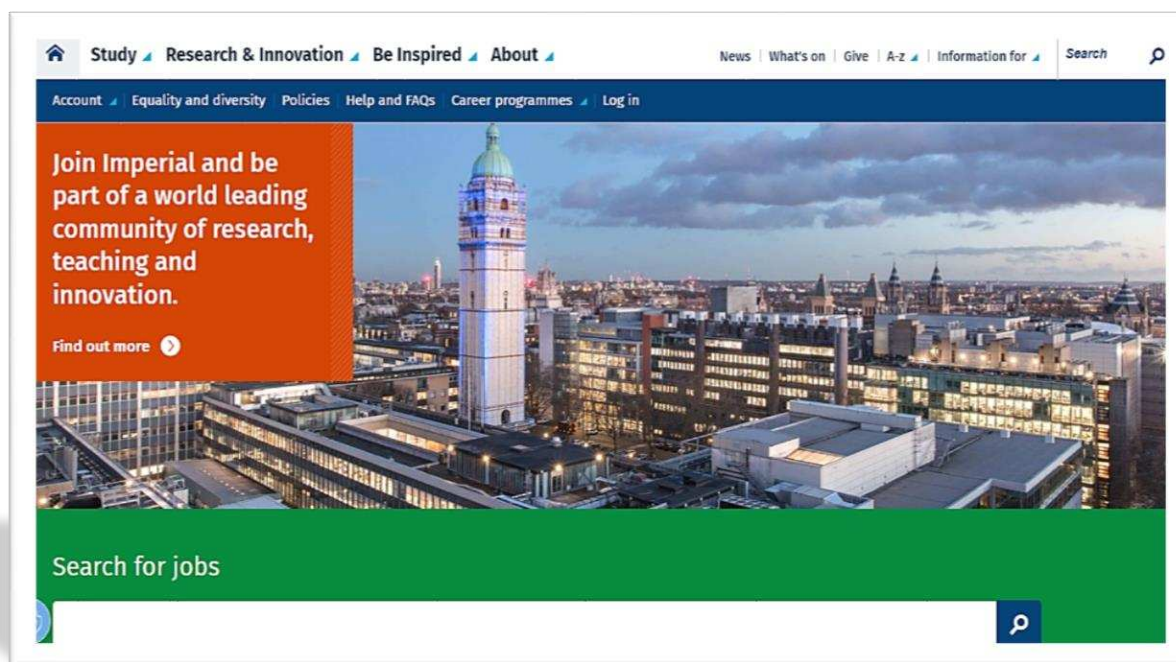 Study Research & Innovation Be Inspired About
News What's on Give A-z Information for Search
Account Equality and diversity Policies Help and FAQs Career programmes Log in
Join Imperial and be
part of a world leading
community of research,
teaching and
innovation.
Find out more
Search for jobs